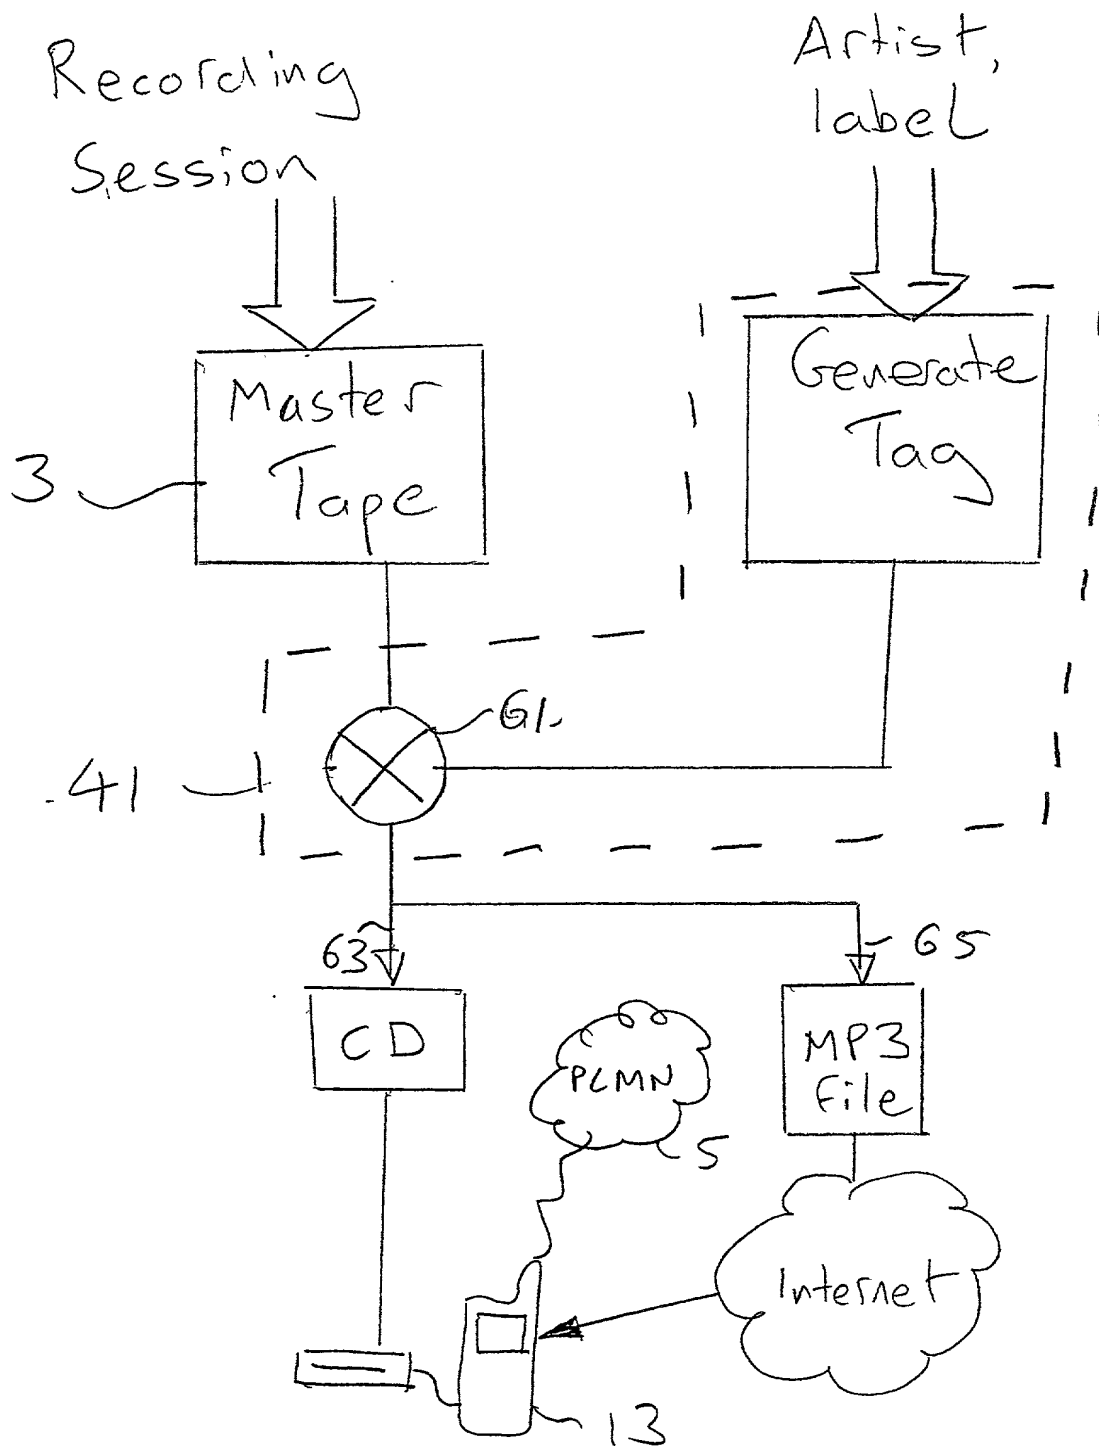 Recording
Session
Artist,
label
Master
Tape
Generate
Tag
3
61
41
63
65
CD
MP3
File
PLMN
5
Internet
13